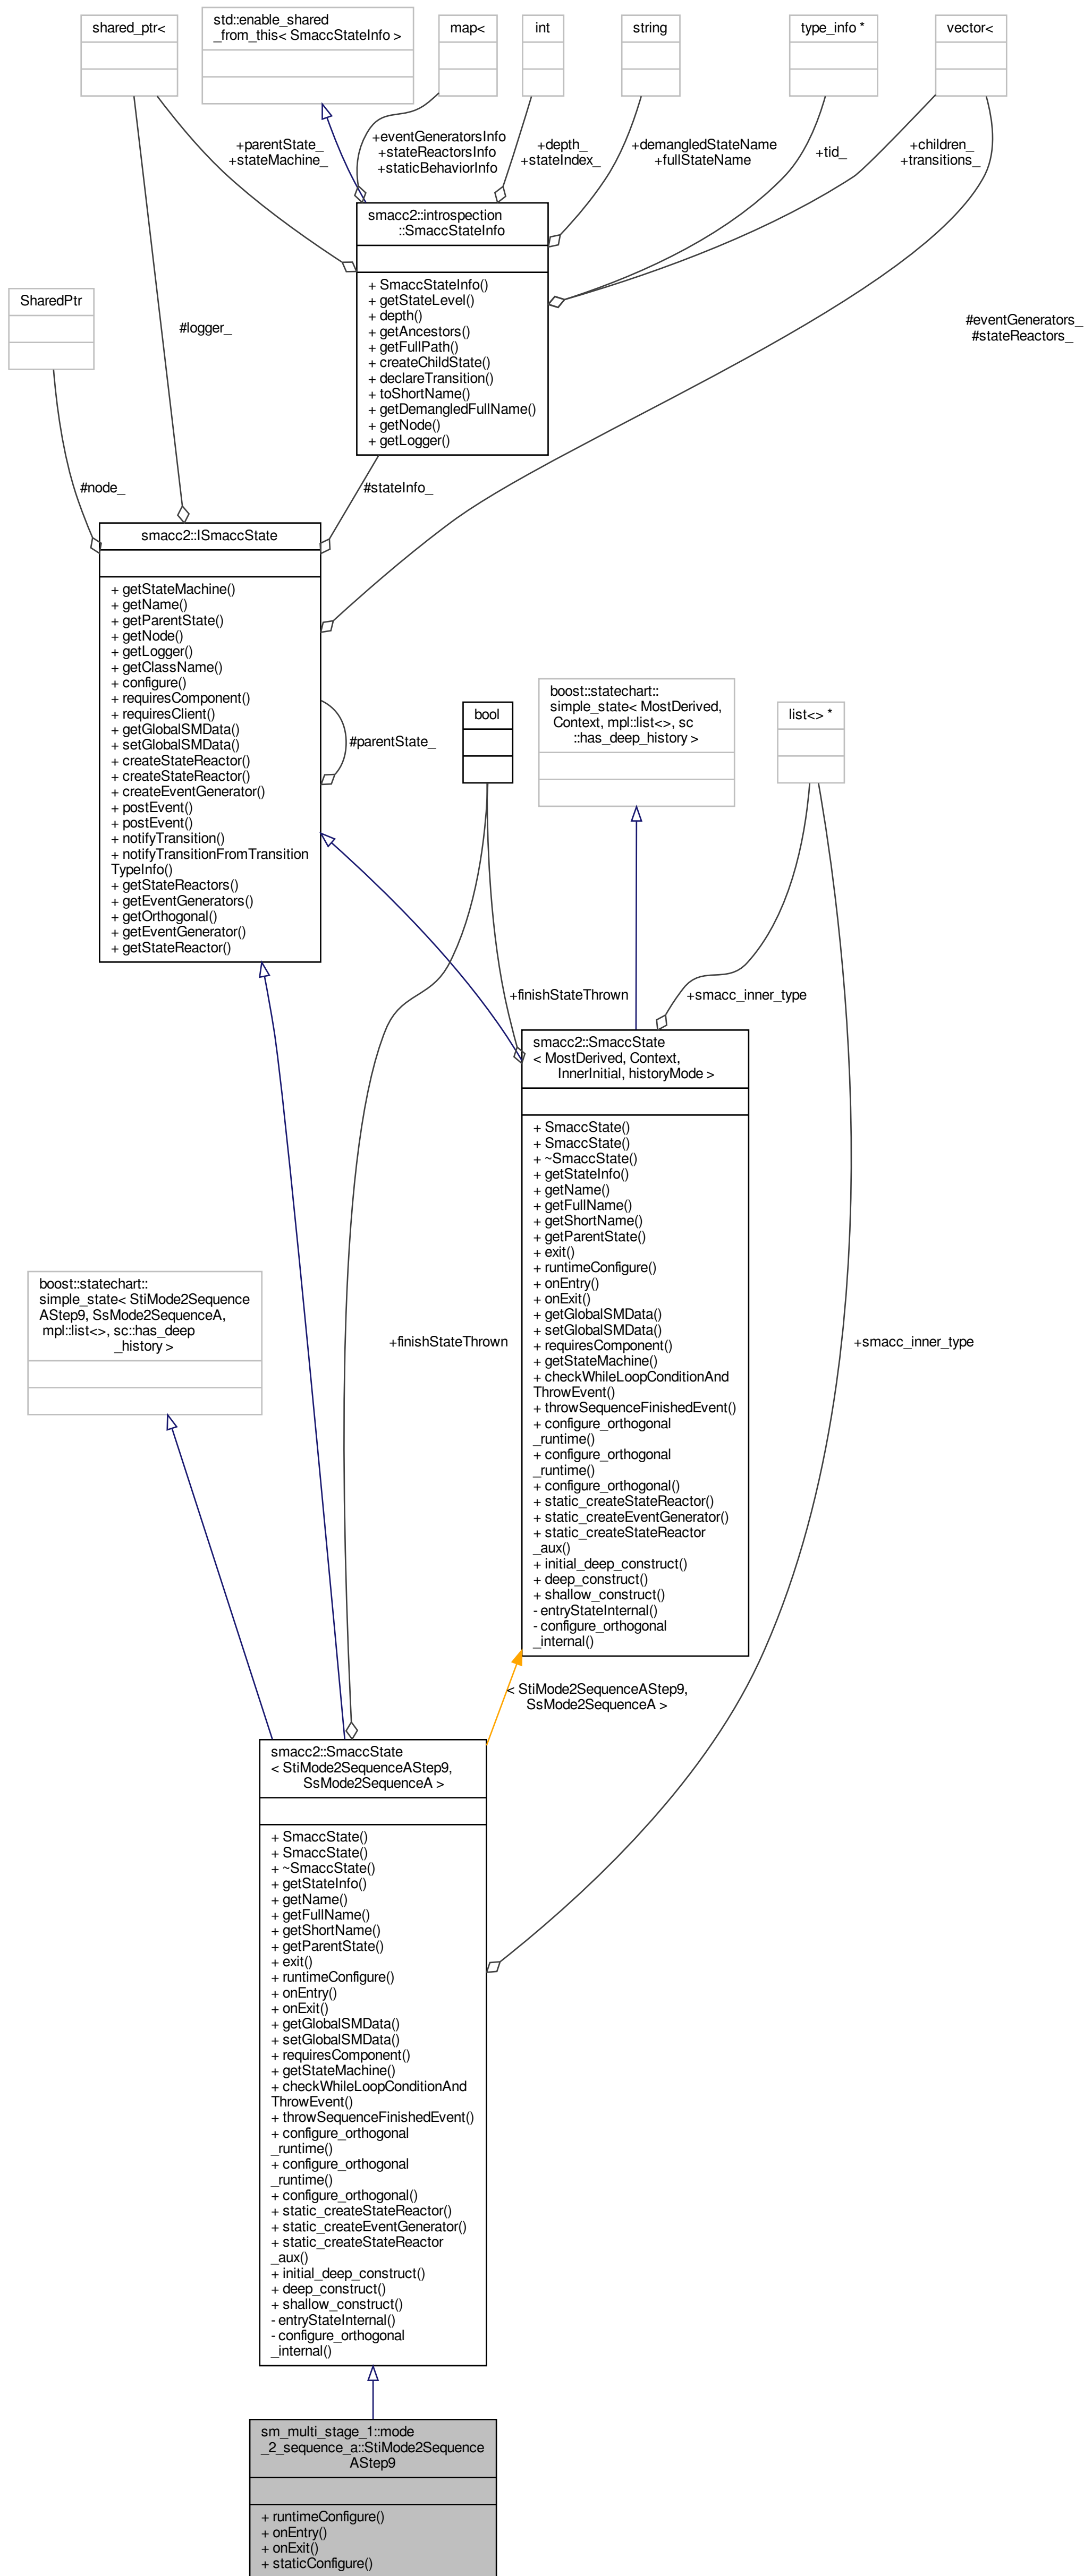 shared_ptr<
std::enable_shared
_from_this< SmaccStateInfo >
map<
int
string
type_info *
vector<
+parentState_
+stateMachine_
+eventGeneratorsInfo
+stateReactorsInfo
+staticBehaviorInfo
+depth_
+stateIndex_
+demangledStateName
+fullStateName
+tid_
+children_
+transitions_
smacc2::introspection
::SmaccStateInfo
+ SmaccStateInfo()
+ getStateLevel()
+ depth()
+ getAncestors()
+ getFullPath()
+ createChildState()
+ declareTransition()
+ toShortName()
+ getDemangledFullName()
+ getNode()
+ getLogger()
SharedPtr
#logger_
#eventGenerators_
#stateReactors_
#node_
#stateInfo_
smacc2::ISmaccState
+ getStateMachine()
+ getName()
+ getParentState()
+ getNode()
+ getLogger()
+ getClassName()
+ configure()
+ requiresComponent()
+ requiresClient()
+ getGlobalSMData()
+ setGlobalSMData()
+ createStateReactor()
+ createStateReactor()
+ createEventGenerator()
+ postEvent()
+ postEvent()
+ notifyTransition()
+ notifyTransitionFromTransition
TypeInfo()
+ getStateReactors()
+ getEventGenerators()
+ getOrthogonal()
+ getEventGenerator()
+ getStateReactor()
#parentState_
bool
boost::statechart::
simple_state< MostDerived,
Context, mpl::list<>, sc
::has_deep_history >
list<> *
+finishStateThrown
+smacc_inner_type
smacc2::SmaccState
< MostDerived, Context,
InnerInitial, historyMode >
+ SmaccState()
+ SmaccState()
+ ~SmaccState()
+ getStateInfo()
+ getName()
+ getFullName()
+ getShortName()
+ getParentState()
+ exit()
+ runtimeConfigure()
+ onEntry()
+ onExit()
+ getGlobalSMData()
+ setGlobalSMData()
+ requiresComponent()
+ getStateMachine()
+ checkWhileLoopConditionAnd
ThrowEvent()
+ throwSequenceFinishedEvent()
+ configure_orthogonal
_runtime()
+ configure_orthogonal
_runtime()
+ configure_orthogonal()
+ static_createStateReactor()
+ static_createEventGenerator()
+ static_createStateReactor
_aux()
+ initial_deep_construct()
+ deep_construct()
+ shallow_construct()
- entryStateInternal()
- configure_orthogonal
_internal()
boost::statechart::
simple_state< StiMode2Sequence
AStep9, SsMode2SequenceA,
mpl::list<>, sc::has_deep
_history >
+finishStateThrown
+smacc_inner_type
< StiMode2SequenceAStep9,
SsMode2SequenceA >
smacc2::SmaccState
< StiMode2SequenceAStep9,
SsMode2SequenceA >
+ SmaccState()
+ SmaccState()
+ ~SmaccState()
+ getStateInfo()
+ getName()
+ getFullName()
+ getShortName()
+ getParentState()
+ exit()
+ runtimeConfigure()
+ onEntry()
+ onExit()
+ getGlobalSMData()
+ setGlobalSMData()
+ requiresComponent()
+ getStateMachine()
+ checkWhileLoopConditionAnd
ThrowEvent()
+ throwSequenceFinishedEvent()
+ configure_orthogonal
_runtime()
+ configure_orthogonal
_runtime()
+ configure_orthogonal()
+ static_createStateReactor()
+ static_createEventGenerator()
+ static_createStateReactor
_aux()
+ initial_deep_construct()
+ deep_construct()
+ shallow_construct()
- entryStateInternal()
- configure_orthogonal
_internal()
sm_multi_stage_1::mode
_2_sequence_a::StiMode2Sequence
AStep9
+ runtimeConfigure()
+ onEntry()
+ onExit()
+ staticConfigure()